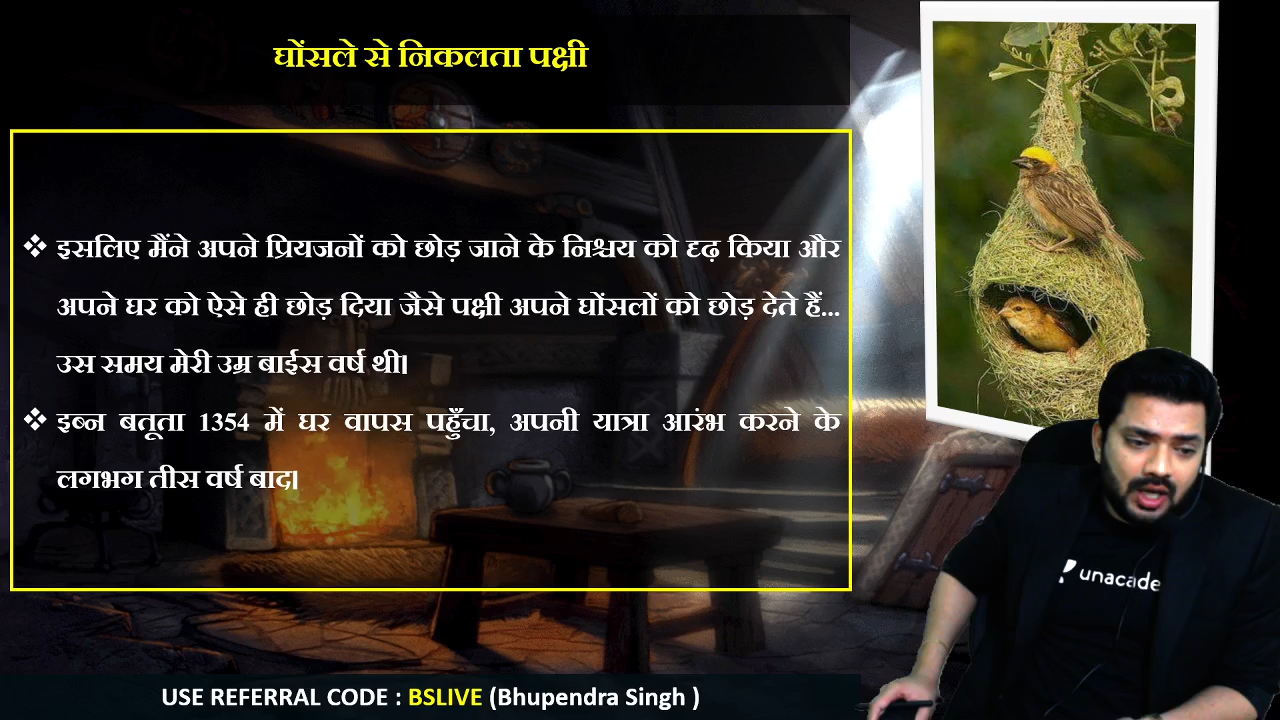 घोंसले से निकलता पक्षी
❖ इसलिए मैंने अपने प्रियजनों को छोड़ जाने के निश्चय को दृढ़ किया और
अपने घर को ऐसे ही छोड़ दिया जैसे पक्षी अपने घोंसलों को छोड़ देते हैं...
उस समय मेरी उम्र बाईस वर्ष थी।
❖ इब्न बतूता 1354 में घर वापस पहुँचा, अपनी यात्रा आरंभ करने के
लगभग तीस वर्ष बाद।
unacade
USE REFERRAL CODE : BSLIVE (Bhupendra Singh )